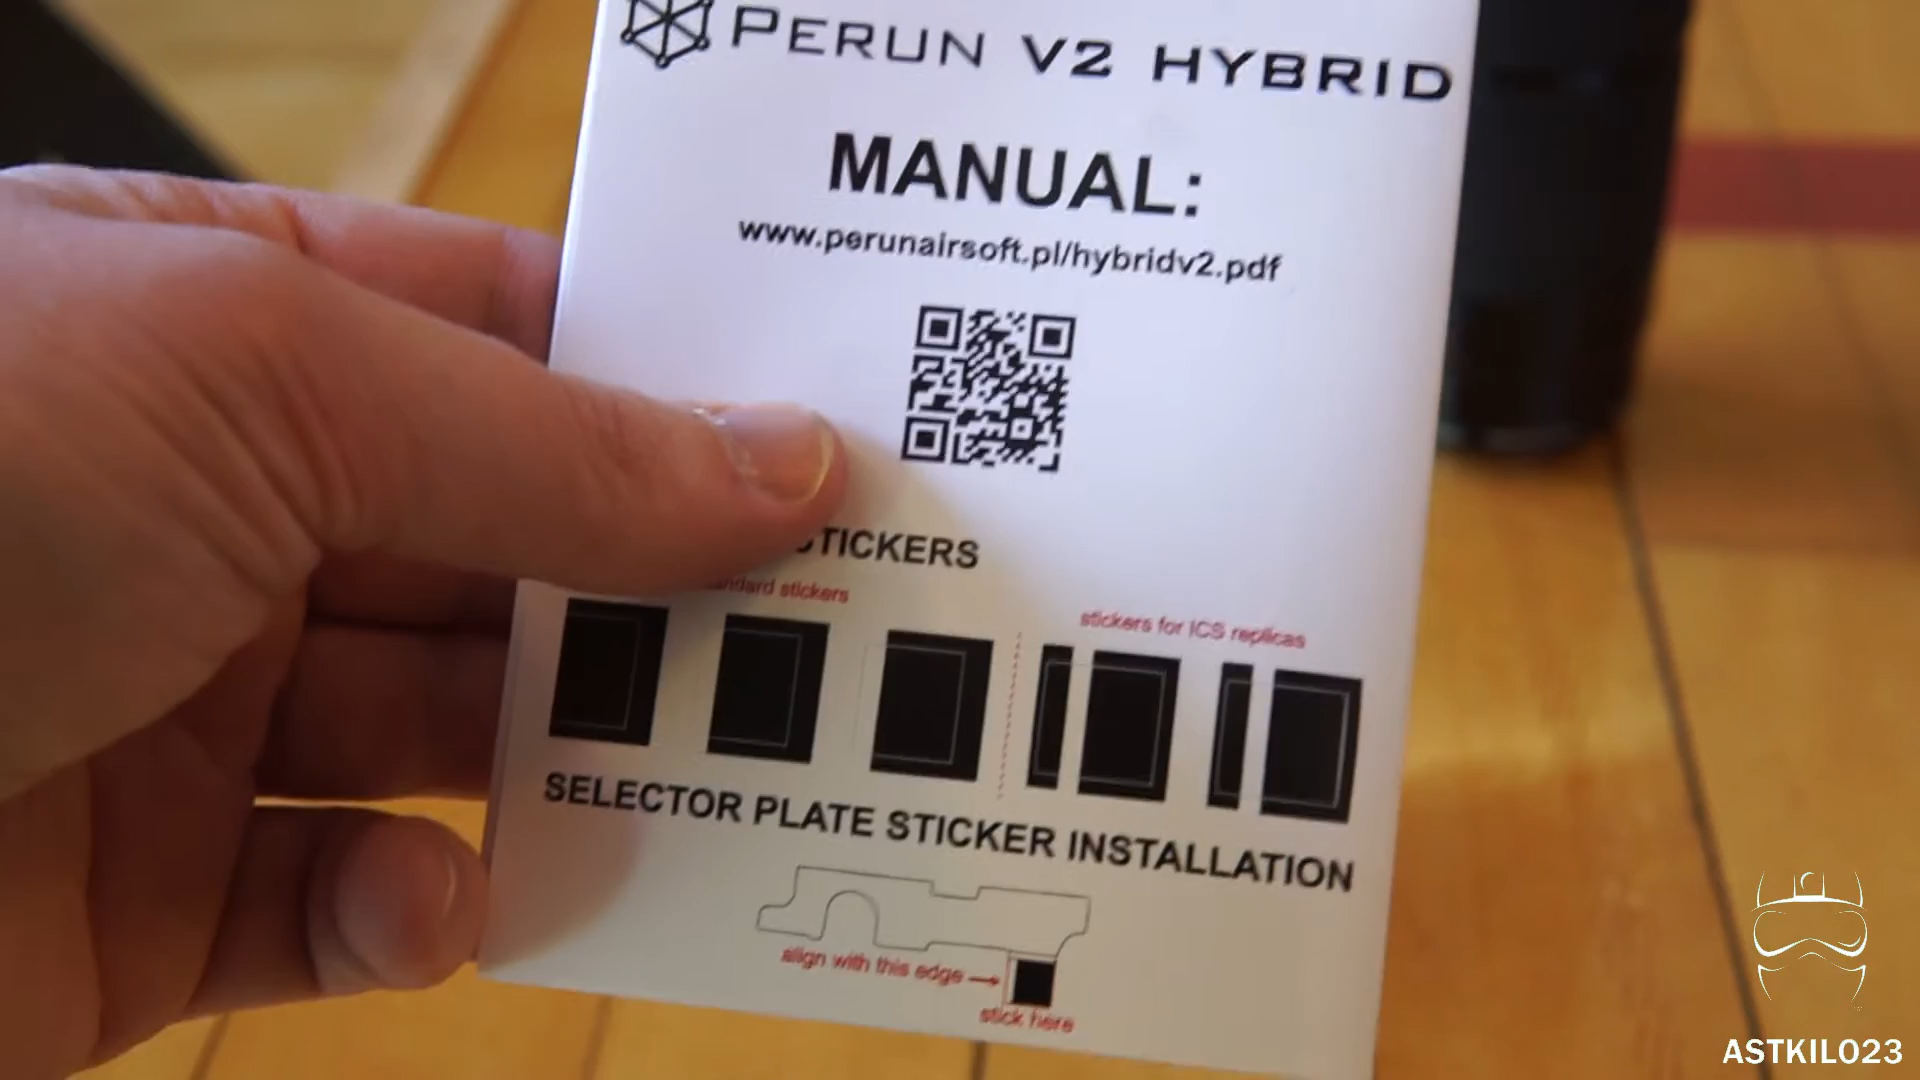 PERUN V2 HYBRID
MANUAL:
www.perunairsoft.pl/hybridv2.pdf
STICKERS
stickers
stickers for ICS replicas
SELECTOR PLATE STICKER INSTALLATION
align with this edge
stick here
ASTKILO23